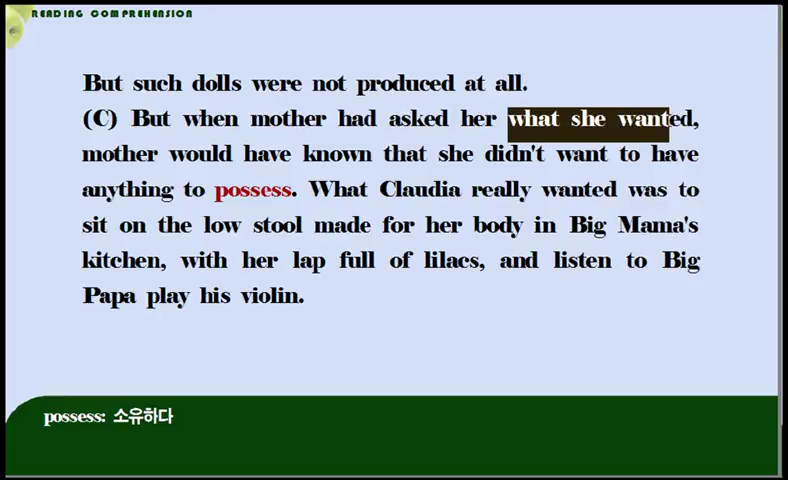 READING COMPREHENSION
But such dolls were not produced at all.
(C) But when mother had asked her what she wanted,
mother would have known that she didn't want to have
anything to possess. What Claudia really wanted was to
sit on the low stool made for her body in Big Mama's
kitchen, with her lap full of lilacs, and listen to Big
Papa play his violin.
possess: 소유하다